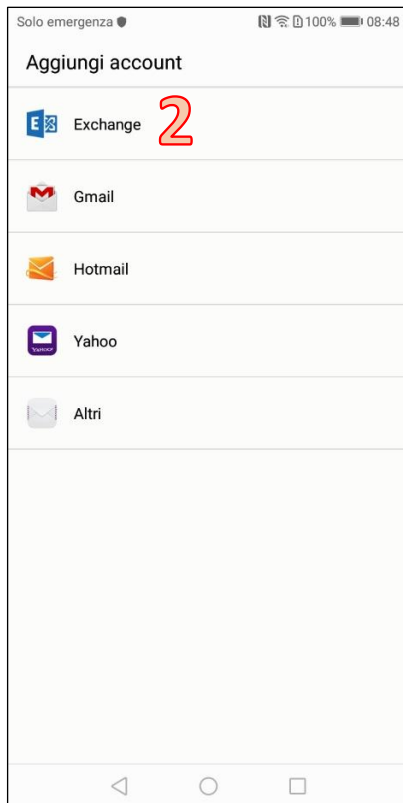 Solo emergenza 100% 08:48
Aggiungi account
Exchange 2
Gmail
Hotmail
Yahoo
Altri